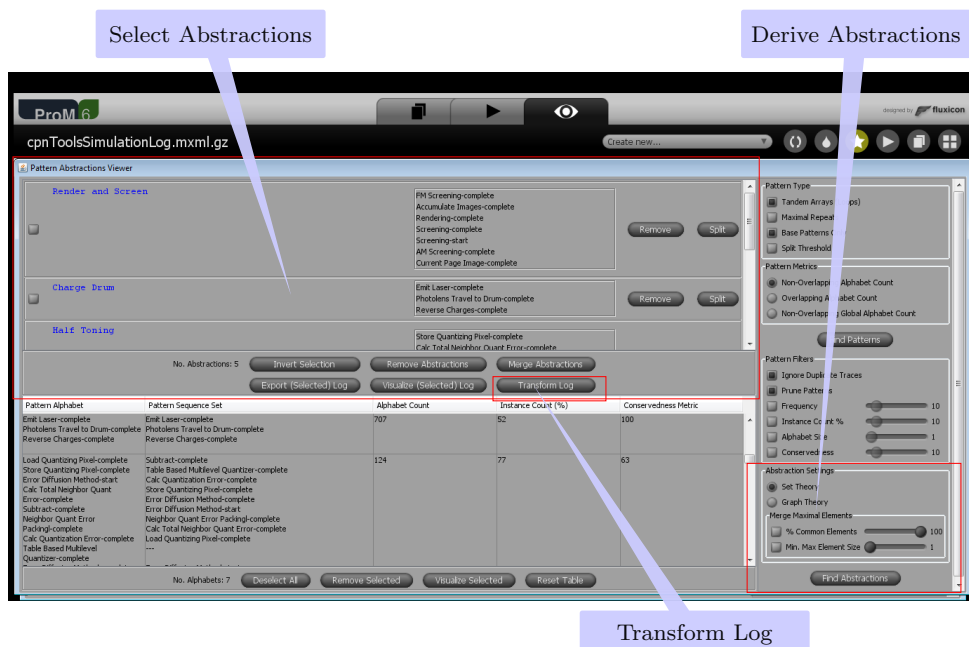 Select Abstractions
Derive Abstractions
ProM 6
designed by fluxicon
cpnToolsSimulationLog.mxml.gz
Create new...
Pattern Abstractions Viewer
Render and Screen
FM Screening-complete
Accumulate Images-complete
Rendering-complete
Screening-complete
Screening-start
AM Screening-complete
Current Page Image-complete
Remove
Split
Charge Drum
Emit Laser-complete
Photolens Travel to Drum-complete
Reverse Charges-complete
Remove
Split
Half Toning
Store Quantizing Pixel-complete
Calc Total Neighbor Quant Error-complete
No. Abstractions: 5
Invert Selection
Remove Abstractions
Merge Abstractions
Export (Selected) Log
Visualize (Selected) Log
Transform Log
Pattern Alphabet
Pattern Sequence Set
Alphabet Count
Instance Count (%)
Conservedness Metric
Emit Laser-complete
Photolens Travel to Drum-complete
Reverse Charges-complete
Emit Laser-complete
Photolens Travel to Drum-complete
Reverse Charges-complete
707
52
100
Load Quantizing Pixel-complete
Store Quantizing Pixel-complete
Error Diffusion Method-start
Calc Total Neighbor Quant
Error-complete
Subtract-complete
Neighbor Quant Error
Packingl-complete
Calc Quantization Error-complete
Table Based Multilevel
Quantizer-complete
Subtract-complete
Table Based Multilevel Quantizer-complete
Calc Quantization Error-complete
Store Quantizing Pixel-complete
Error Diffusion Method-complete
Error Diffusion Method-start
Neighbor Quant Error Packingl-complete
Calc Total Neighbor Quant Error-complete
Load Quantizing Pixel-complete
---
124
77
63
No. Alphabets: 7
Deselect All
Remove Selected
Visualize Selected
Reset Table
Pattern Type
Tandem Arrays
Maximal Repeat
Base Patterns
Split Threshold
Pattern Metrics
Non-Overlapping Alphabet Count
Overlapping Alphabet Count
Non-Overlapping Global Alphabet Count
Find Patterns
Pattern Filters
Ignore Duplicate Traces
Prune Patterns
Frequency
10
Instance Count %
10
Alphabet Size
1
Conservedness
10
Abstraction Settings
Set Theory
Graph Theory
Merge Maximal Elements
% Common Elements
100
Min. Max Element Size
1
Find Abstractions
Transform Log